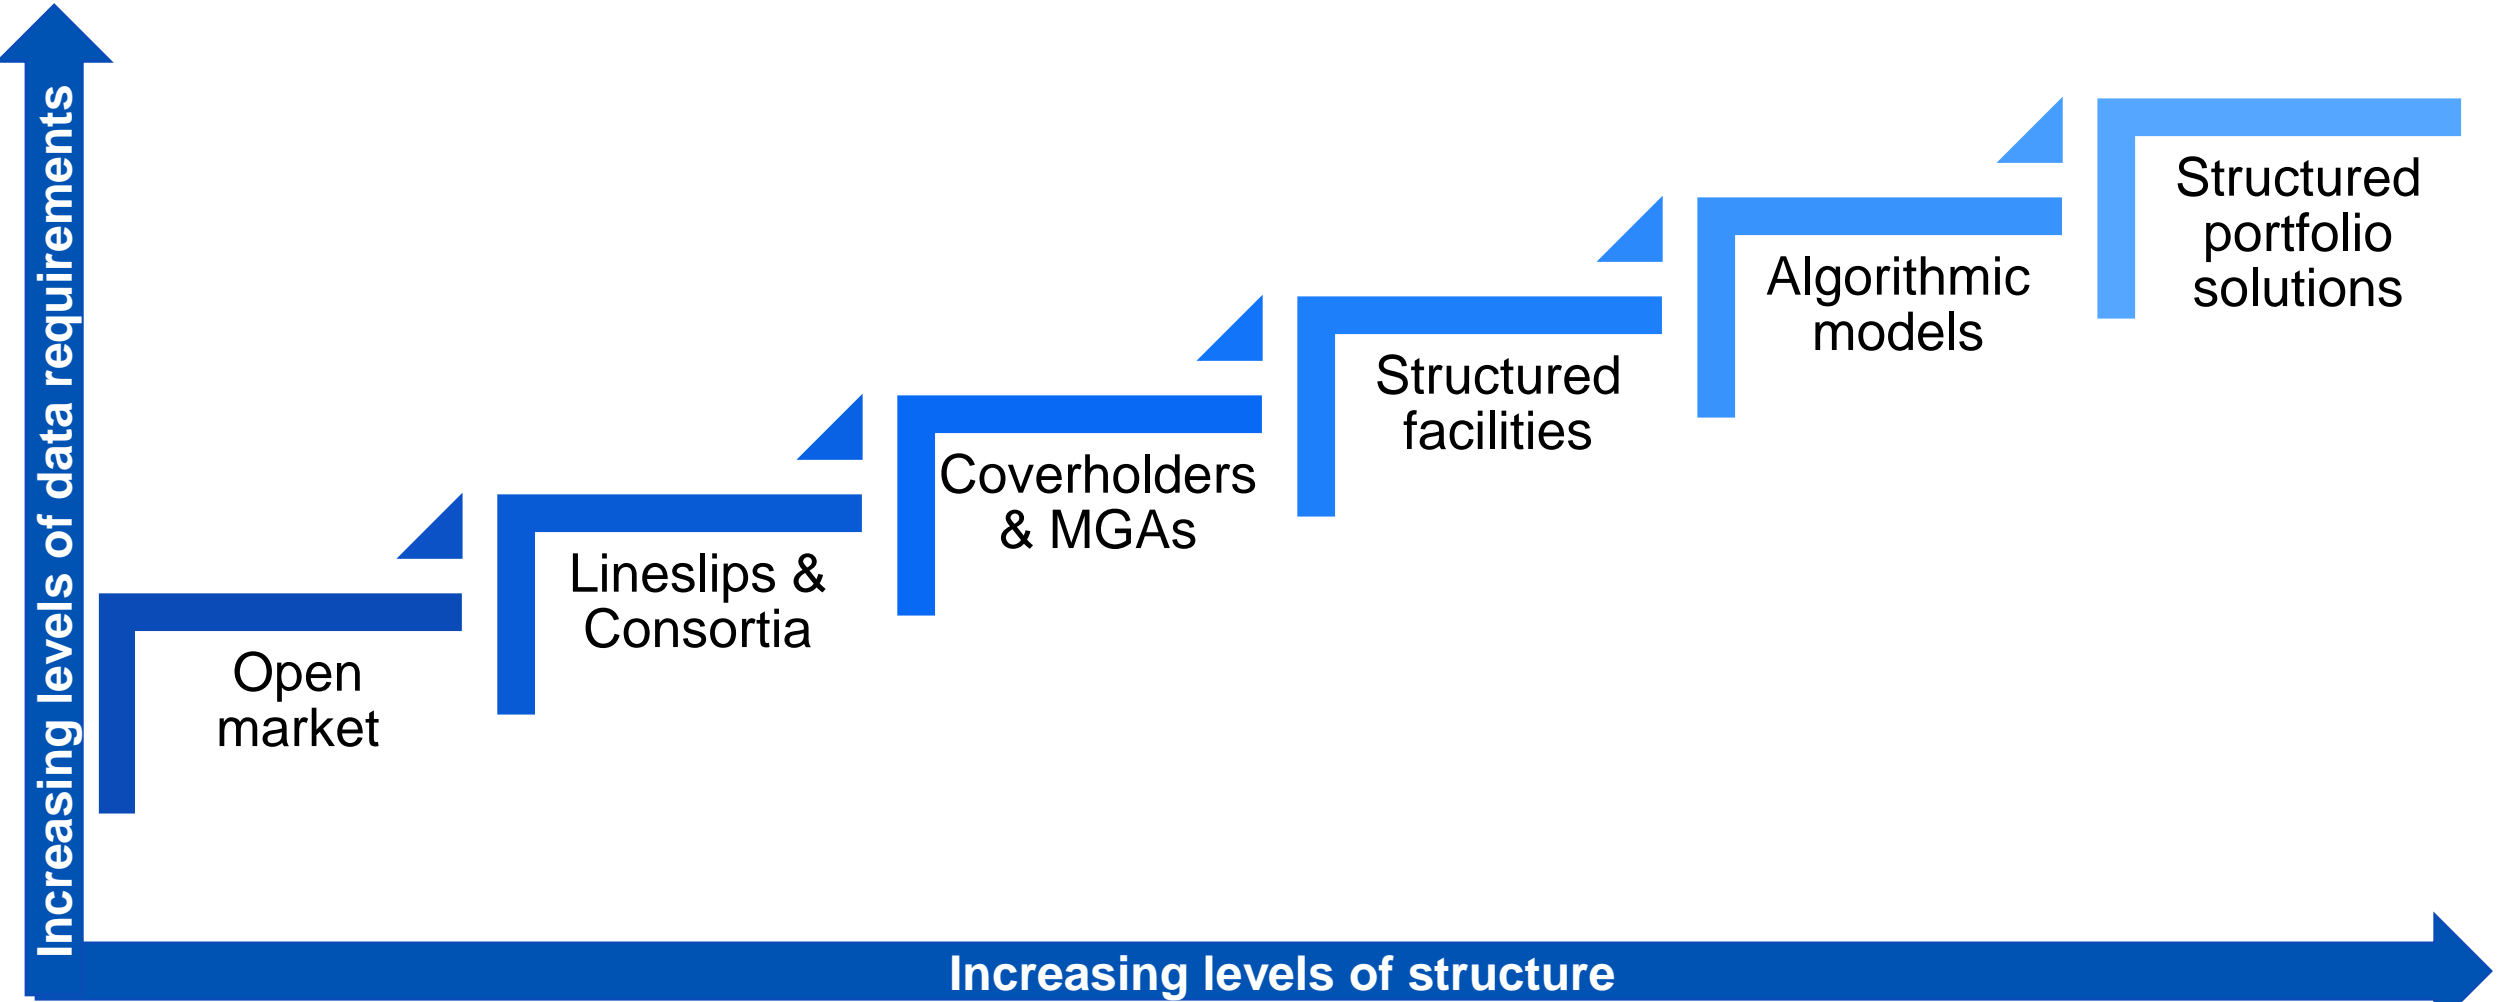 Increasing levels of data requirements
Structured
portfolio
solutions
Algorithmic
models
Structured
facilities
Coverholders
& MGAs
Lineslips &
Consortia
Open
market
Increasing levels of structure